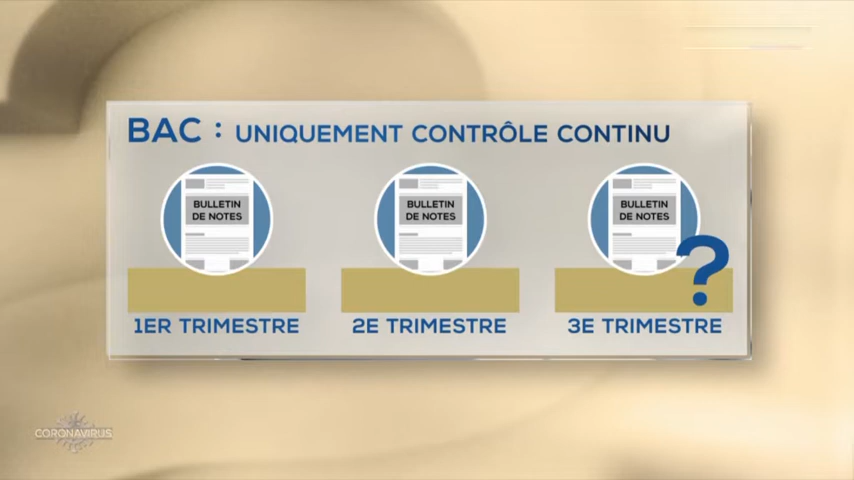 BAC : UNIQUEMENT CONTRÔLE CONTINU
BULLETIN
DE NOTES
BULLETIN
DE NOTES
BULLETIN
DE NOTES
?
1ER TRIMESTRE
2E TRIMESTRE
3E TRIMESTRE
CORONAVIRUS